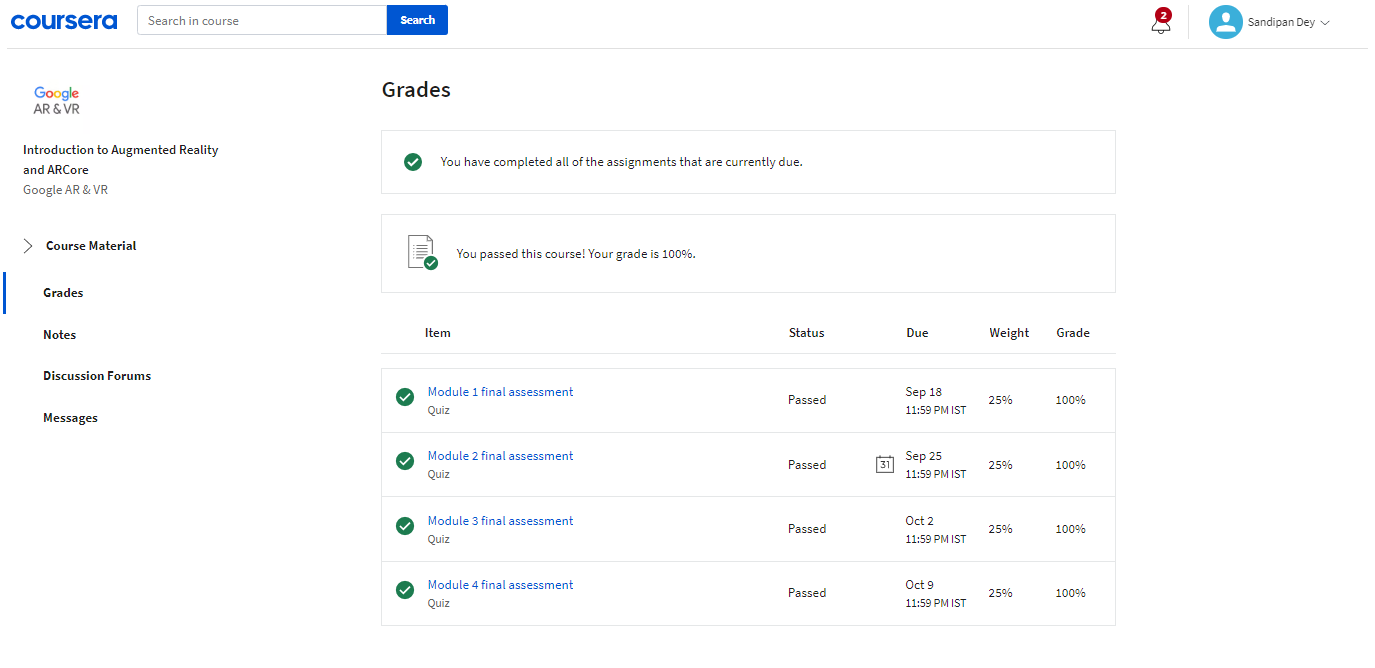 coursera
Search in course
Search
2
Sandipan Dey
Google
AR & VR
Introduction to Augmented Reality
and ARCore
Google AR & VR
Course Material
Grades
Notes
Discussion Forums
Messages
Grades
You have completed all of the assignments that are currently due.
You passed this course! Your grade is 100%.
Item Status Due Weight Grade
Module 1 final assessment
Quiz
Passed
Sep 18
11:59 PM IST
25%
100%
Module 2 final assessment
Quiz
Passed
31
Sep 25
11:59 PM IST
25%
100%
Module 3 final assessment
Quiz
Passed
Oct 2
11:59 PM IST
25%
100%
Module 4 final assessment
Quiz
Passed
Oct 9
11:59 PM IST
25%
100%